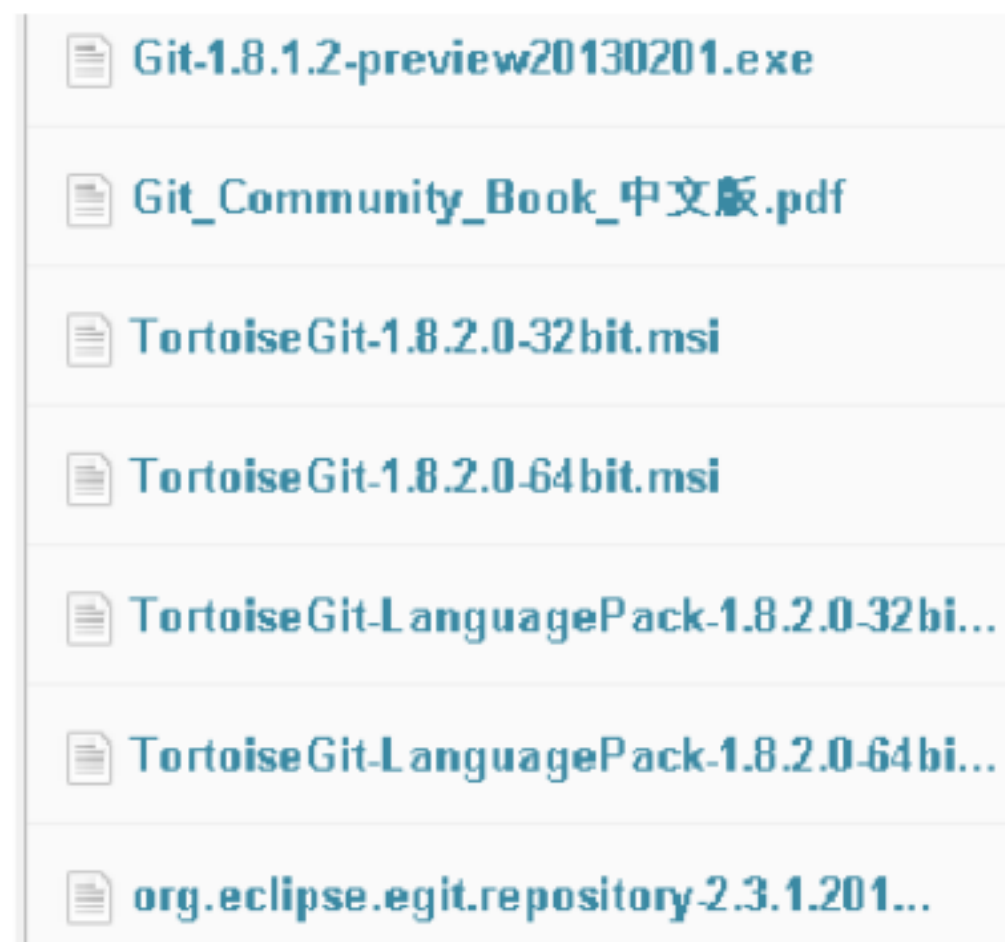 Git-1.8.1.2-preview20130201.exe
Git_Community_Book_中文版.pdf
TortoiseGit-1.8.2.0-32bit.msi
TortoiseGit-1.8.2.0-64bit.msi
TortoiseGit-LanguagePack-1.8.2.0-32bi...
TortoiseGit-LanguagePack-1.8.2.0-64bi...
org.eclipse.egit.repository-2.3.1.201...